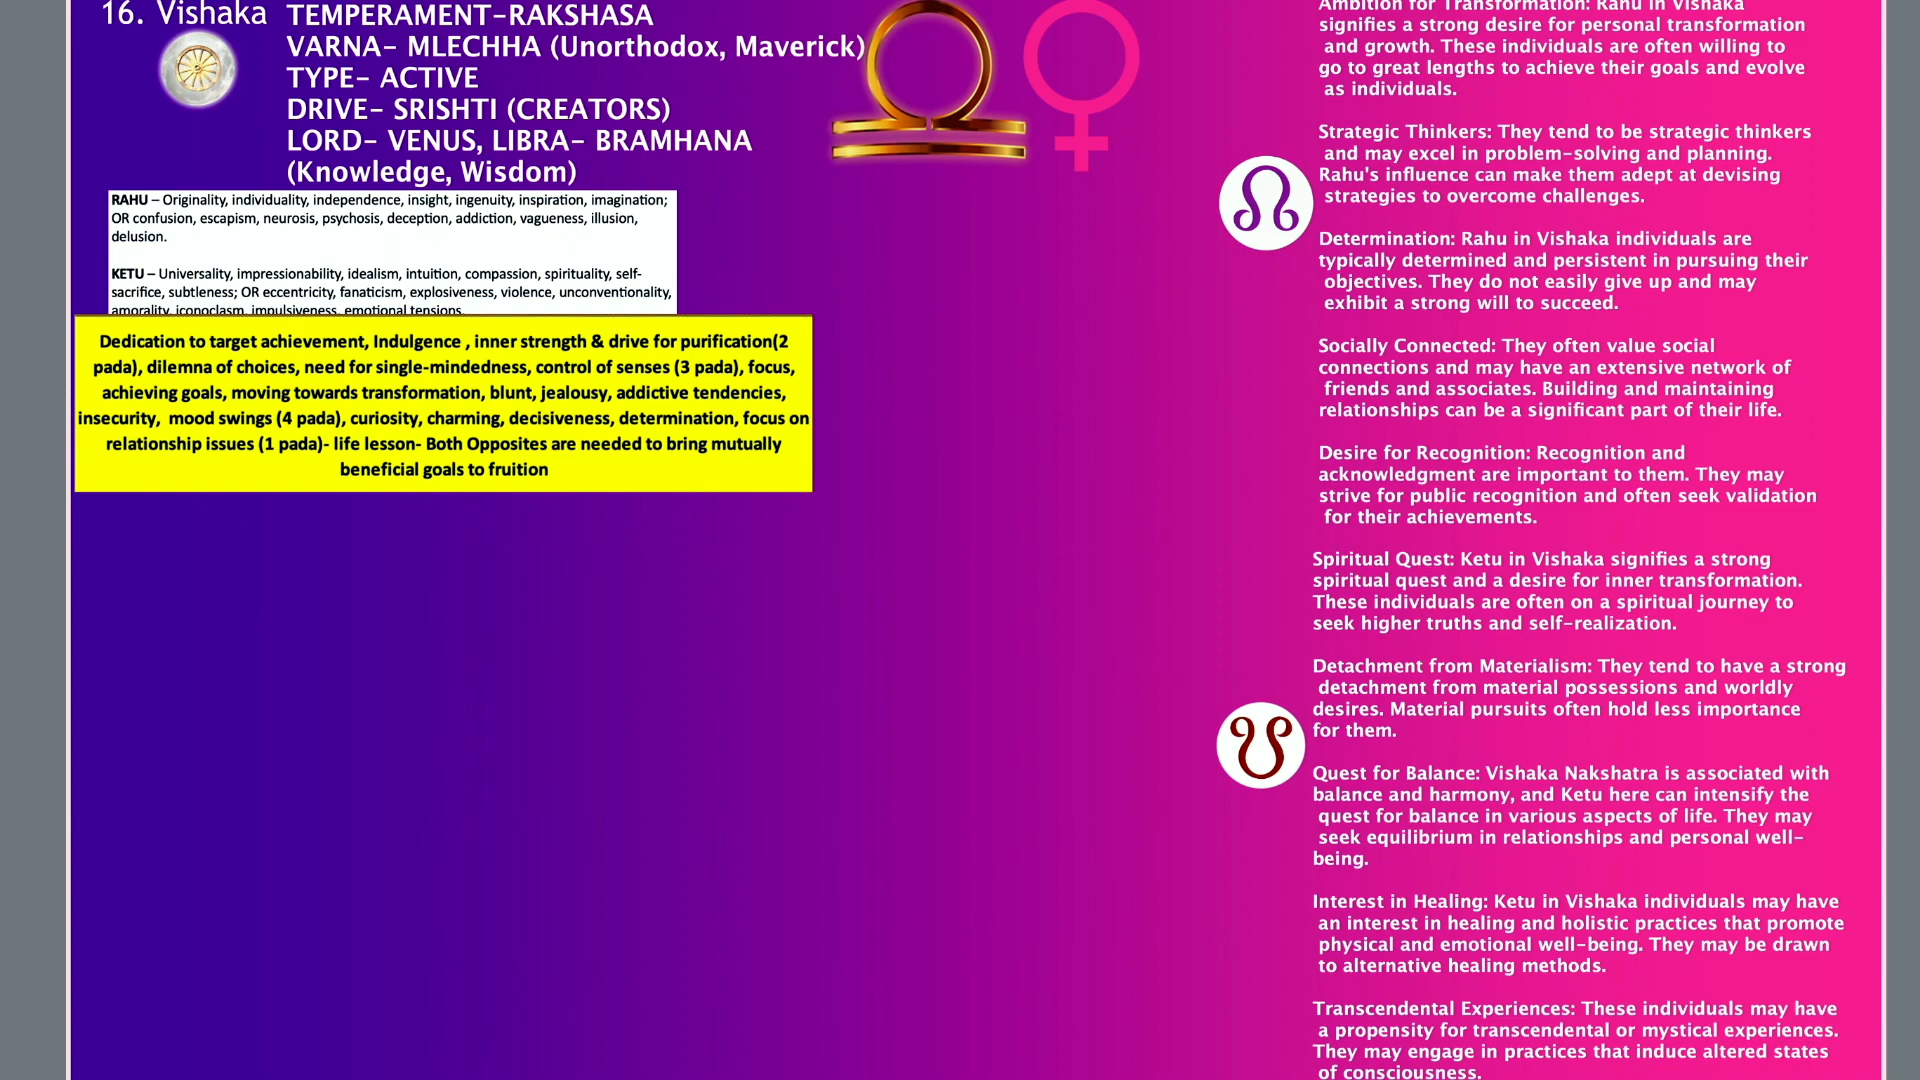 16. Vishaka
TEMPERAMENT-RAKSHASA
VARNA- MLECHHA (Unorthodox, Maverick)
TYPE- ACTIVE
DRIVE- SRISHTI (CREATORS)
LORD- VENUS, LIBRA- BRAMHANA
(Knowledge, Wisdom)
RAHU – Originality, individuality, independence, insight, ingenuity, inspiration, imagination;
OR confusion, escapism, neurosis, psychosis, deception, addiction, vagueness, illusion,
delusion.
KETU – Universality, impressionability, idealism, intuition, compassion, spirituality, self-
sacrifice, subtleness; OR eccentricity, fanaticism, explosiveness, violence, unconventionality,
amorality, iconoclasm, impulsiveness, emotional tensions.
Dedication to target achievement, Indulgence , inner strength & drive for purification(2
pada), dilemna of choices, need for single-mindedness, control of senses (3 pada), focus,
achieving goals, moving towards transformation, blunt, jealousy, addictive tendencies,
insecurity,  mood swings (4 pada), curiosity, charming, decisiveness, determination, focus on
relationship issues (1 pada)- life lesson- Both Opposites are needed to bring mutually
beneficial goals to fruition
Ambition for Transformation: Rahu in Vishaka
signifies a strong desire for personal transformation
and growth. These individuals are often willing to
go to great lengths to achieve their goals and evolve
as individuals.
Strategic Thinkers: They tend to be strategic thinkers
and may excel in problem-solving and planning.
Rahu's influence can make them adept at devising
strategies to overcome challenges.
Determination: Rahu in Vishaka individuals are
typically determined and persistent in pursuing their
objectives. They do not easily give up and may
exhibit a strong will to succeed.
Socially Connected: They often value social
connections and may have an extensive network of
friends and associates. Building and maintaining
relationships can be a significant part of their life.
Desire for Recognition: Recognition and
acknowledgment are important to them. They may
strive for public recognition and often seek validation
for their achievements.
Spiritual Quest: Ketu in Vishaka signifies a strong
spiritual quest and a desire for inner transformation.
These individuals are often on a spiritual journey to
seek higher truths and self-realization.
Detachment from Materialism: They tend to have a strong
detachment from material possessions and worldly
desires. Material pursuits often hold less importance
for them.
Quest for Balance: Vishaka Nakshatra is associated with
balance and harmony, and Ketu here can intensify the
quest for balance in various aspects of life. They may
seek equilibrium in relationships and personal well-
being.
Interest in Healing: Ketu in Vishaka individuals may have
an interest in healing and holistic practices that promote
physical and emotional well-being. They may be drawn
to alternative healing methods.
Transcendental Experiences: These individuals may have
a propensity for transcendental or mystical experiences.
They may engage in practices that induce altered states
of consciousness.